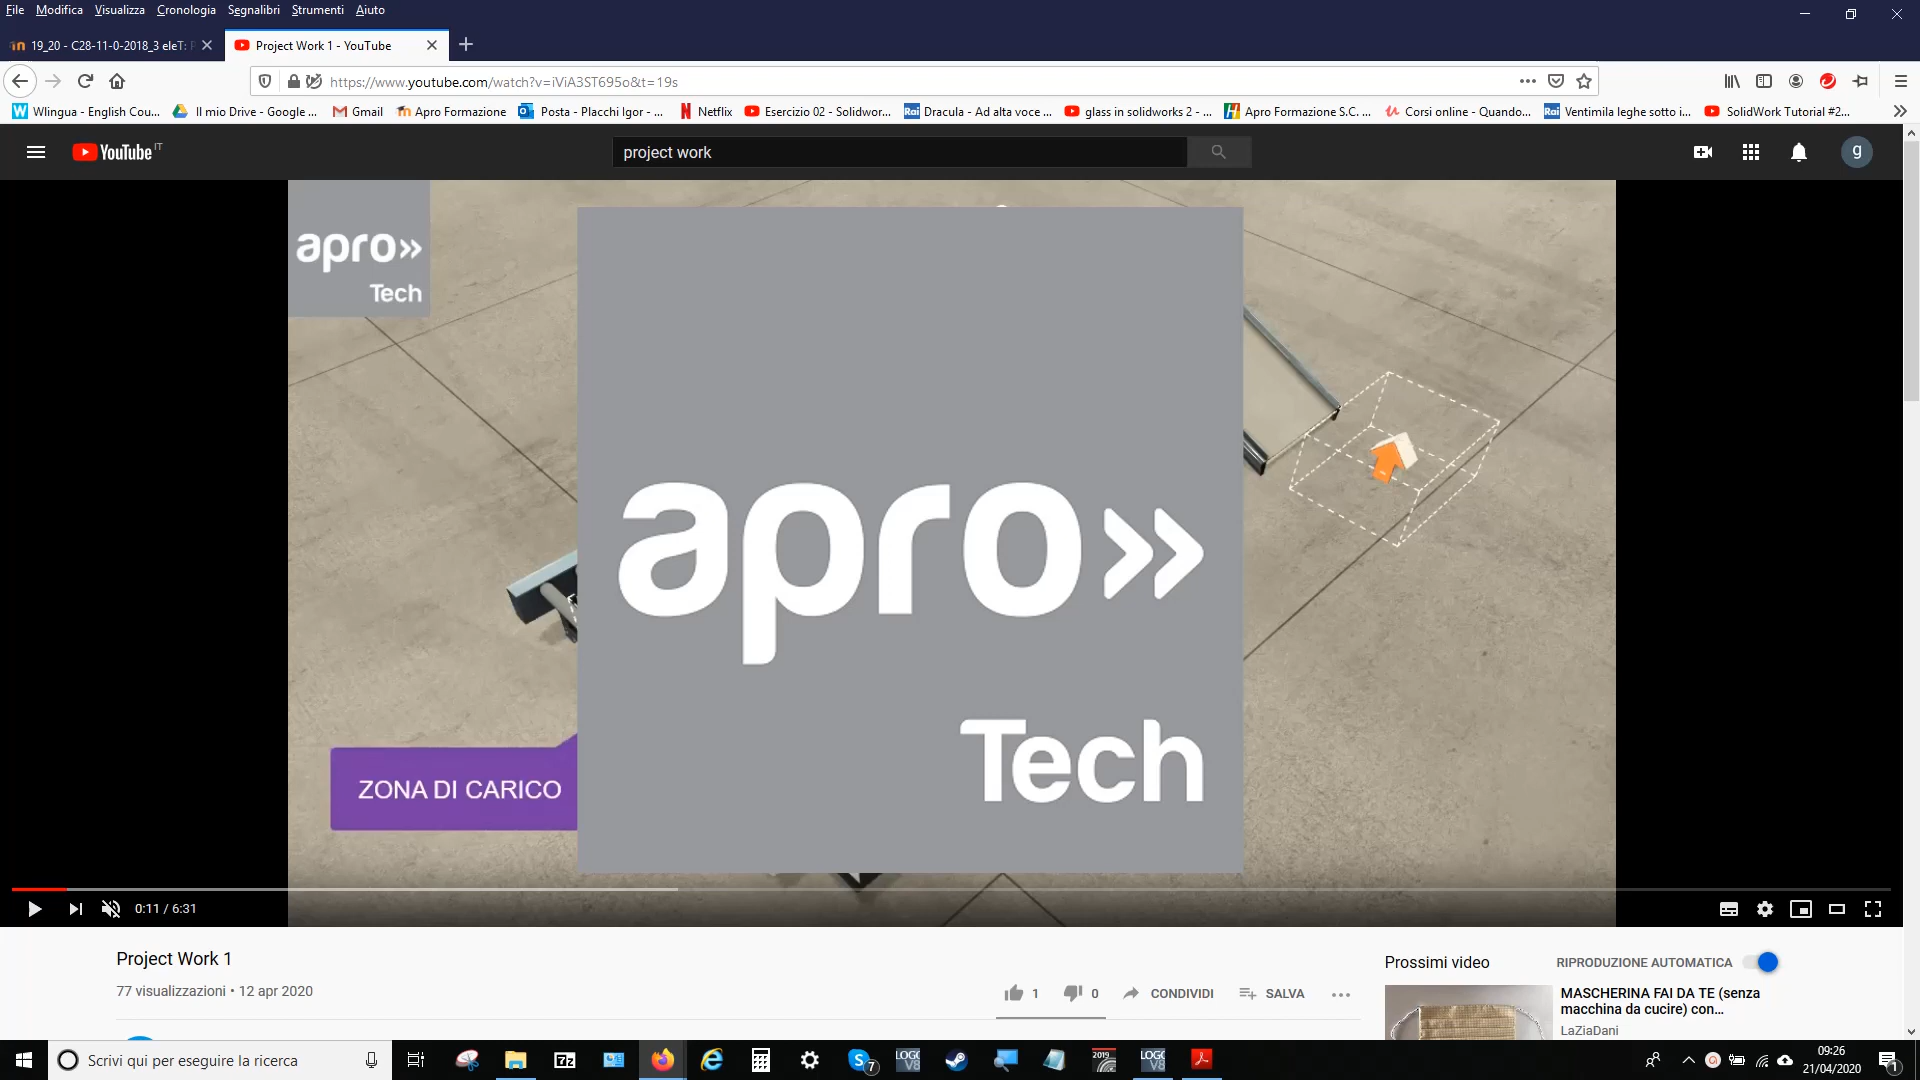 File Modifica Visualizza Cronologia Segnalibri Strumenti Aiuto
19_20 - C28-11-0-2018_3 eleT:
Project Work 1 - YouTube
https://www.youtube.com/watch?v=iViA3ST695o&t=19s
Wlingua - English Cou... Il mio Drive - Google ... Gmail Apro Formazione Posta - Placchi Igor - ... Netflix Esercizio 02 - Solidwor... Dracula - Ad alta voce ... glass in solidworks 2 - ... Apro Formazione S.C. ... Corsi online - Quando... Ventimila leghe sotto i... SolidWork Tutorial #2...
YouTube IT
project work
g
apro»
Tech
apro»
Tech
ZONA DI CARICO
0:11 / 6:31
Project Work 1
77 visualizzazioni • 12 apr 2020
1 0 CONDIVIDI SALVA
Prossimi video
RIPRODUZIONE AUTOMATICA
MASCHERINA FAI DA TE (senza
macchina da cucire) con...
LaZiaDani
Scrivi qui per eseguire la ricerca
7z
7
2019
09:26
21/04/2020
1